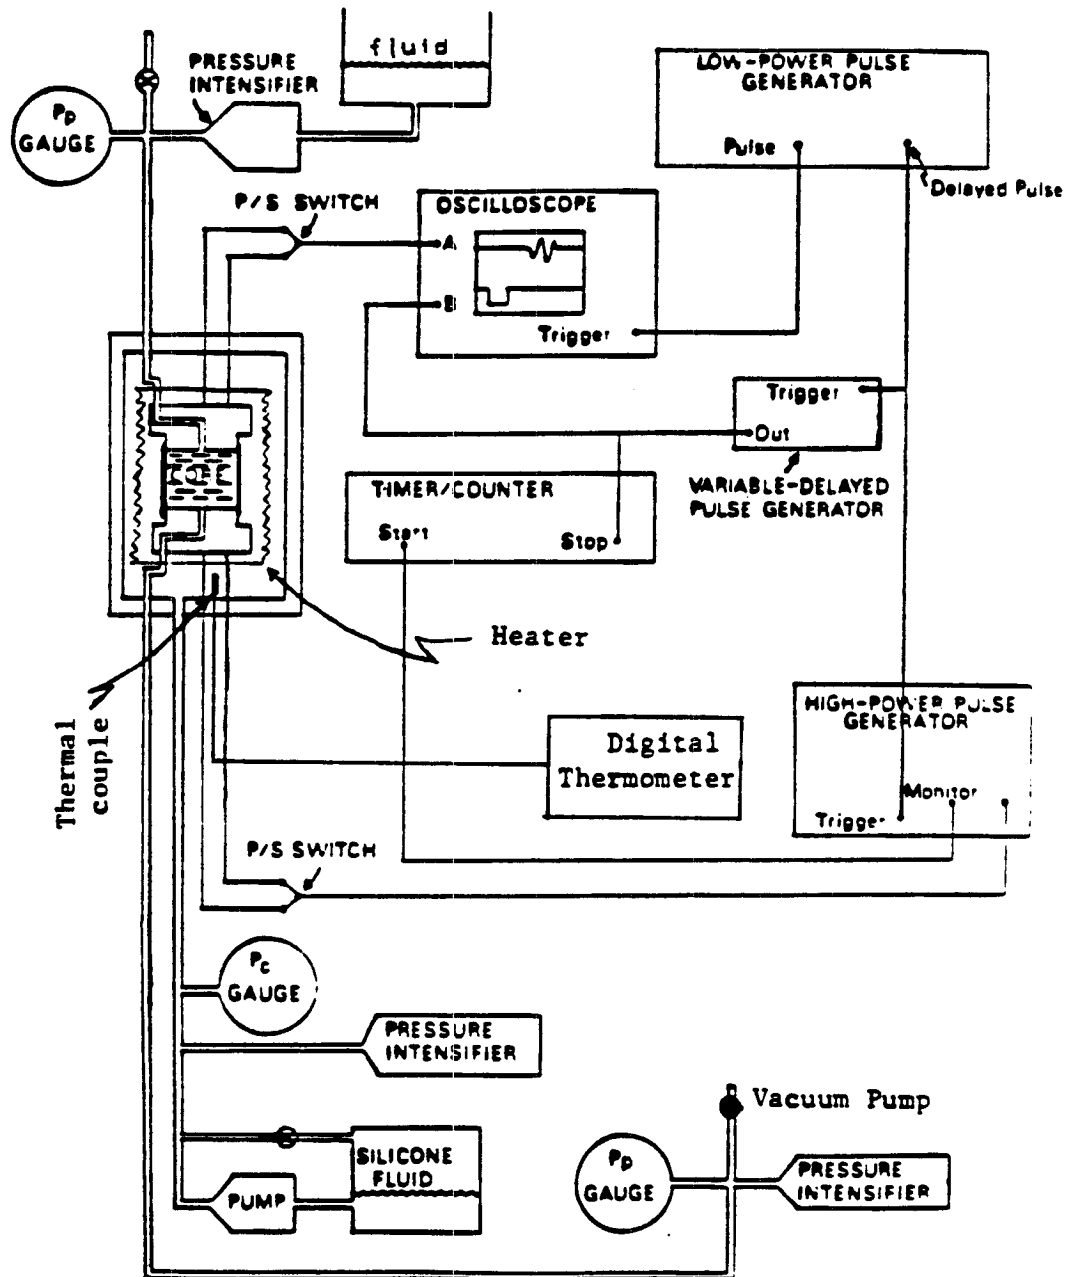 fluid
PRESSURE
INTENSIFIER
Pp
GAUGE
LOW-POWER PULSE
GENERATOR
Pulse
Delayed Pulse
P/S SWITCH
OSCILLOSCOPE
A
B
Trigger
Trigger
Out
VARIABLE-DELAYED
PULSE GENERATOR
TIMER/COUNTER
Start
Stop
Heater
Thermal
couple
Digital
Thermometer
HIGH-POWER PULSE
GENERATOR
Monitor
Trigger
P/S SWITCH
Pc
GAUGE
PRESSURE
INTENSIFIER
SILICONE
FLUID
PUMP
Vacuum Pump
Pp
GAUGE
PRESSURE
INTENSIFIER